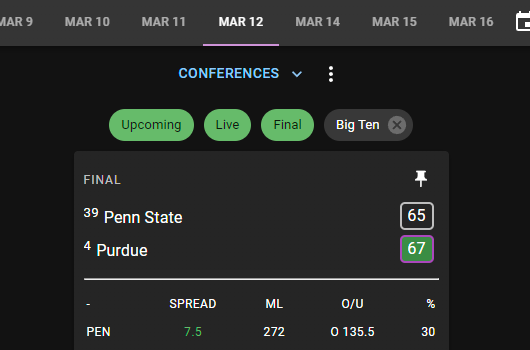 MAR 9 MAR 10 MAR 11 MAR 12 MAR 14 MAR 15 MAR 16
CONFERENCES
Upcoming Live Final Big Ten
FINAL
39 Penn State 65
4 Purdue 67
- SPREAD ML O/U %
PEN 7.5 272 O 135.5 30